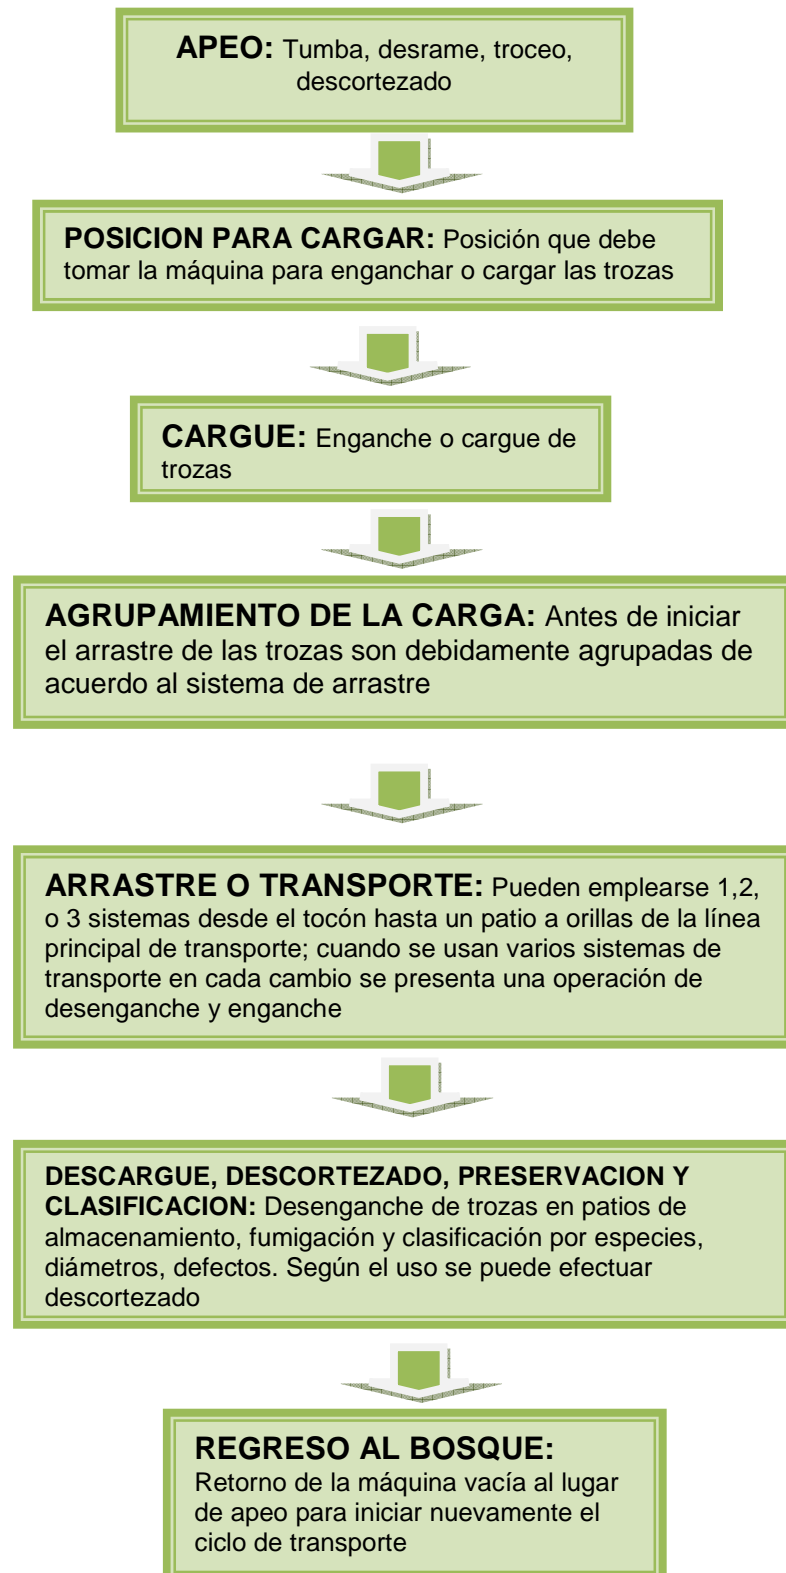 APEO: Tumba, desrame, troceo,
descortezado
POSICION PARA CARGAR: Posición que debe
tomar la máquina para enganchar o cargar las trozas
CARGUE: Enganche o cargue de
trozas
AGRUPAMIENTO DE LA CARGA: Antes de iniciar
el arrastre de las trozas son debidamente agrupadas de
acuerdo al sistema de arrastre
ARRASTRE O TRANSPORTE: Pueden emplearse 1,2,
o 3 sistemas desde el tocón hasta un patio a orillas de la línea
principal de transporte; cuando se usan varios sistemas de
transporte en cada cambio se presenta una operación de
desenganche y enganche
DESCARGUE, DESCORTEZADO, PRESERVACION Y
CLASIFICACION: Desenganche de trozas en patios de
almacenamiento, fumigación y clasificación por especies,
diámetros, defectos. Según el uso se puede efectuar
descortezado
REGRESO AL BOSQUE:
Retorno de la máquina vacía al lugar
de apeo para iniciar nuevamente el
ciclo de transporte